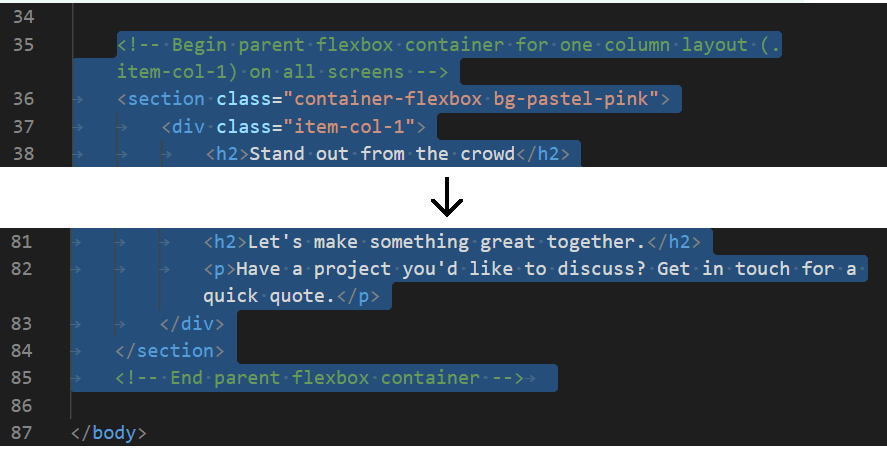 34
35 <!-- Begin parent flexbox container for one column layout (.
item-col-1) on all screens -->
36 <section class="container-flexbox bg-pastel-pink">
37 <div class="item-col-1">
38 <h2>Stand out from the crowd</h2>
81 <h2>Let's make something great together.</h2>
82 <p>Have a project you'd like to discuss? Get in touch for a
quick quote.</p>
83 </div>
84 </section>
85 <!-- End parent flexbox container -->
86
87 </body>